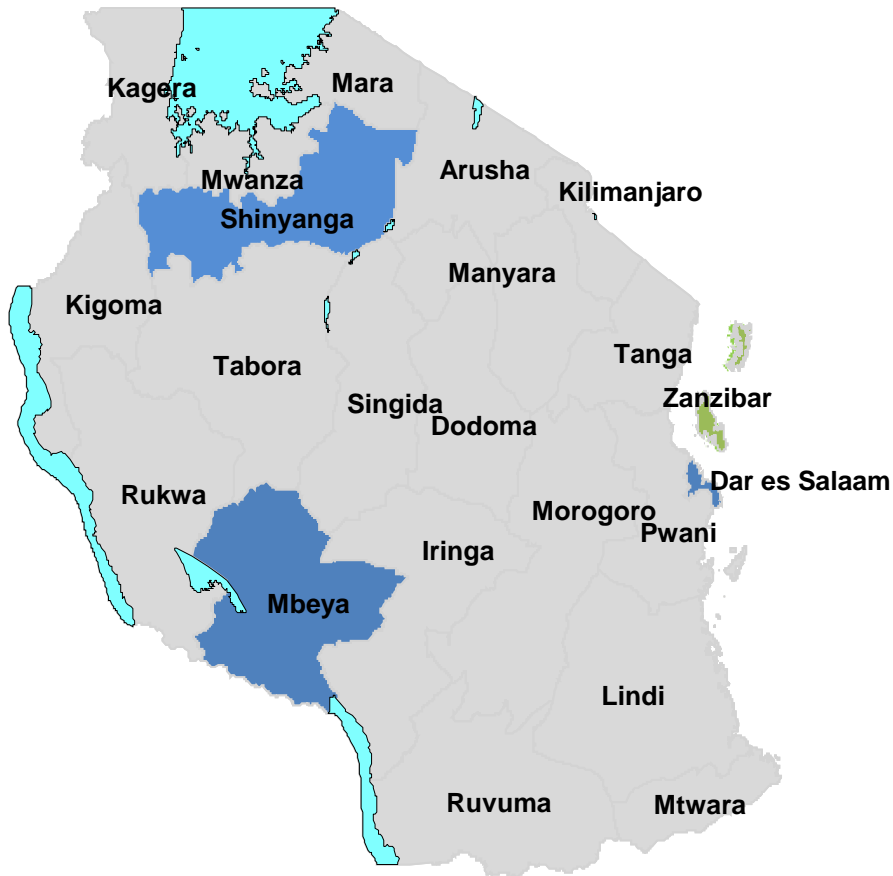 Kagera
Mara
Mwanza
Arusha
Kilimanjaro
Shinyanga
Manyara
Kigoma
Tabora
Tanga
Singida
Zanzibar
Dodoma
Rukwa
Dar es Salaam
Morogoro
Pwani
Iringa
Mbeya
Lindi
Ruvuma
Mtwara